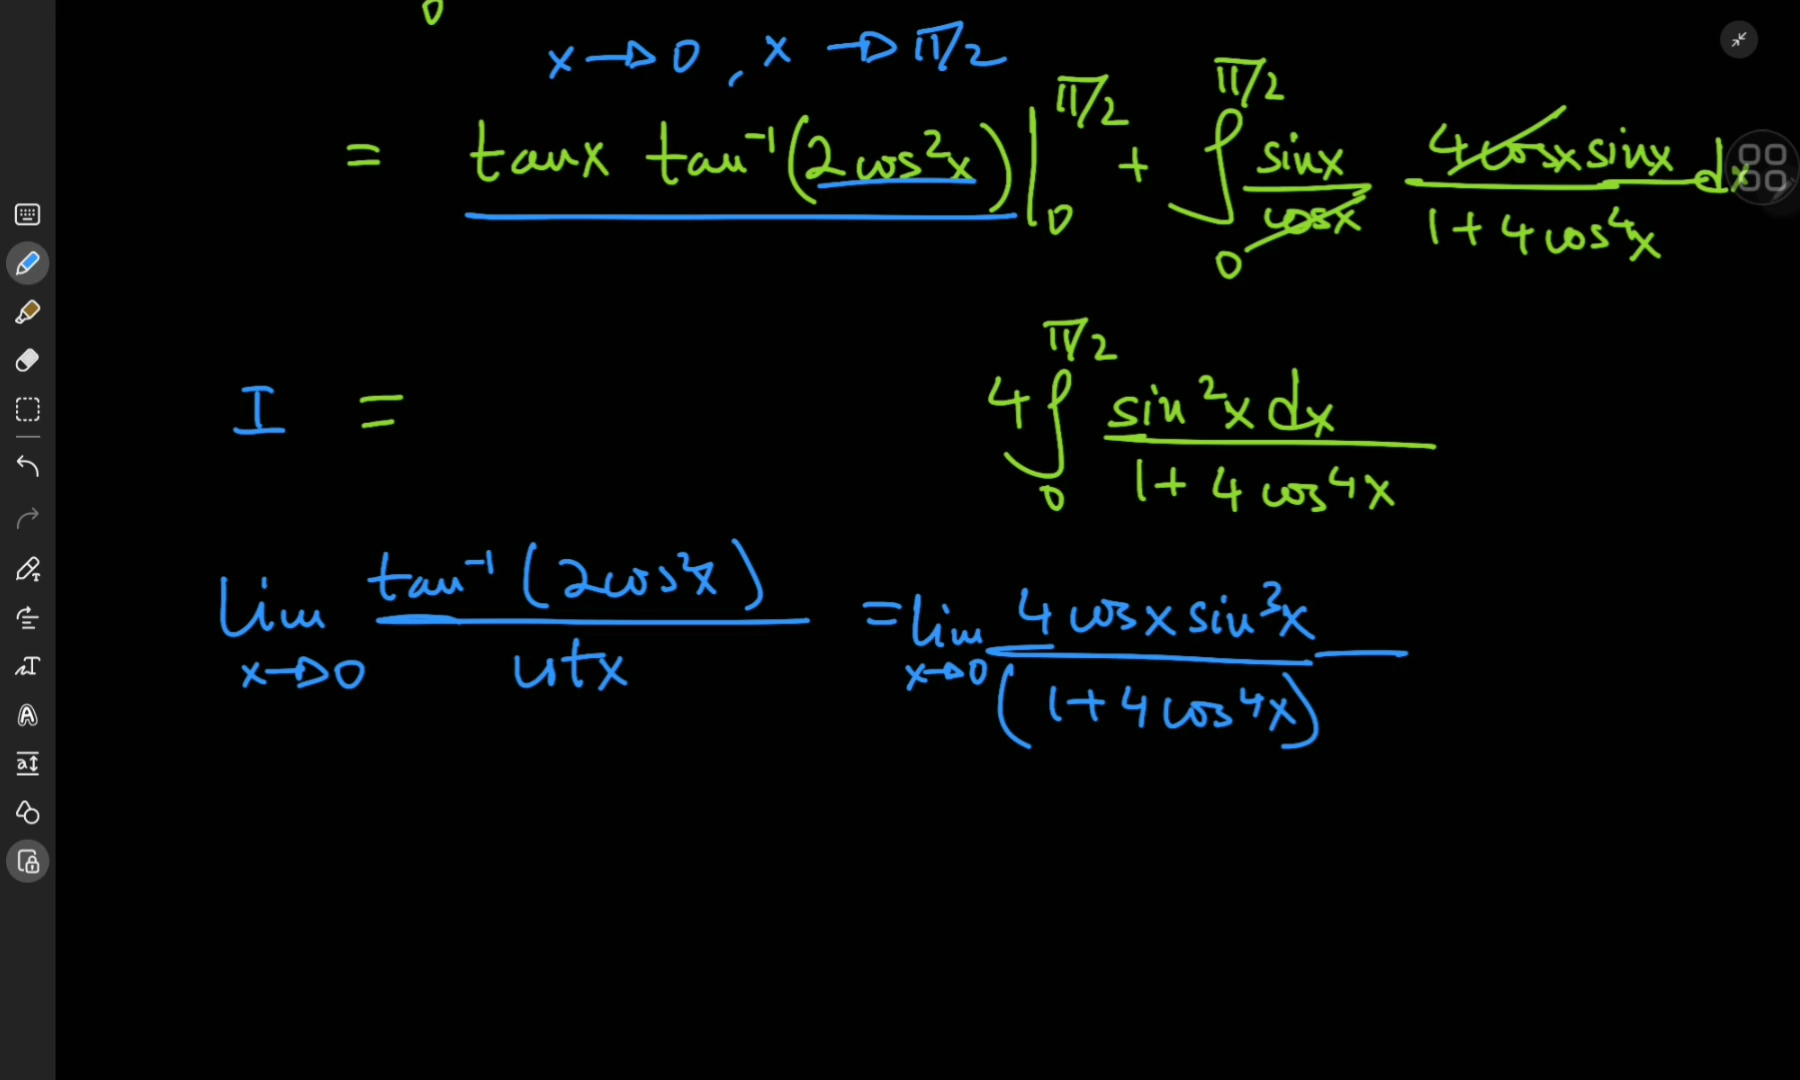 0
x → 0 , x → π/2
= tanx tan⁻¹(2cos²x) |₀^π/2 + ∫₀^π/2 sinx/cosx 4cosx sinx/1+4cos⁴x dx
I = 4∫₀^π/2 sin²x dx/1+4cos⁴x
Lim x→0 tan⁻¹(2cos²x)/cotx = lim x→0 4cosx sin³x/(1+4cos⁴x)